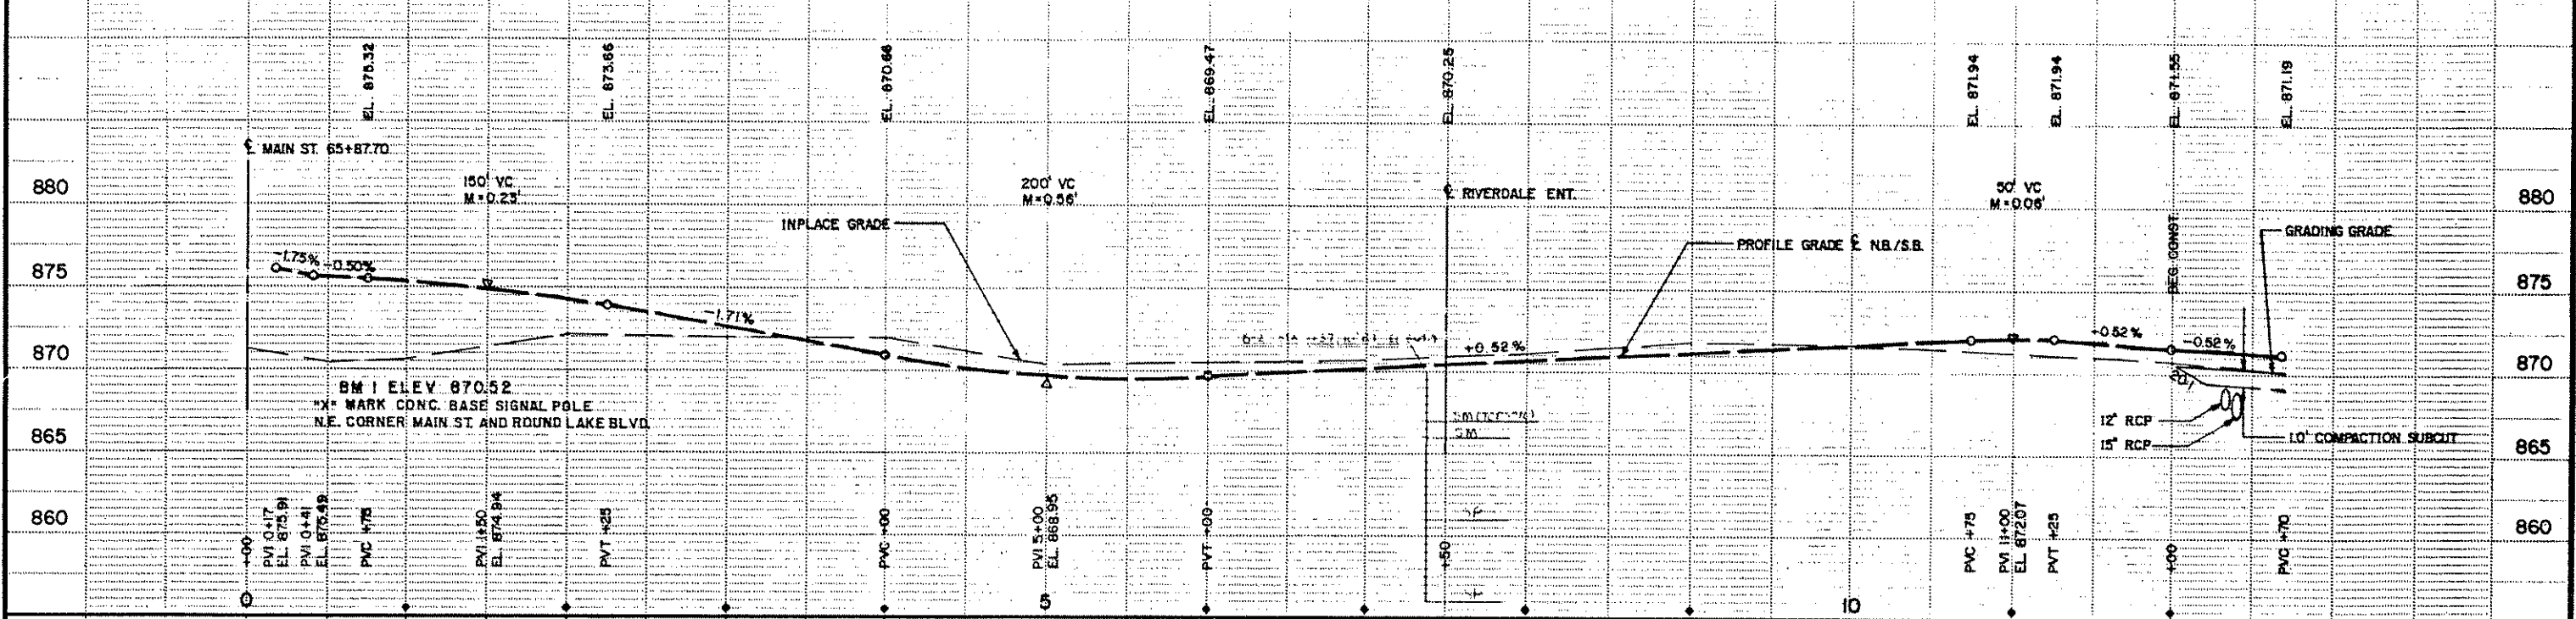 EL. 875.32
EL. 873.66
EL. 870.66
EL. 869.47
EL. 870.25
EL. 871.94
EL. 871.94
EL. 871.55
EL. 871.19
℄ MAIN ST. 65+87.70
880
150' VC
M=0.23'
200' VC
M=0.56'
℄ RIVERDALE ENT.
50' VC
M=0.06'
880
INPLACE GRADE
PROFILE GRADE ℄ N.B./S.B.
BEG. CONST.
GRADING GRADE
875
-1.75%
-0.50%
875
-1.71%
+0.52%
-0.52%
-0.52%
870
870
20:1
BM 1 ELEV. 870.52
"X" MARK CONC. BASE SIGNAL POLE
N.E. CORNER MAIN ST. AND ROUND LAKE BLVD.
12" RCP
15" RCP
1.0' COMPACTION SUBCUT
865
865
860
860
+00
PVI 0+17
EL. 875.91
PVI 0+41
EL. 875.49
PVC +75
PVI 1+50
EL. 874.94
PVT +25
PVC +00
PVI 5+00
EL. 868.95
PVT +00
+50
PVC +75
PVI 11+00
EL. 872.07
PVT +25
+00
PVC +70
0
5
10